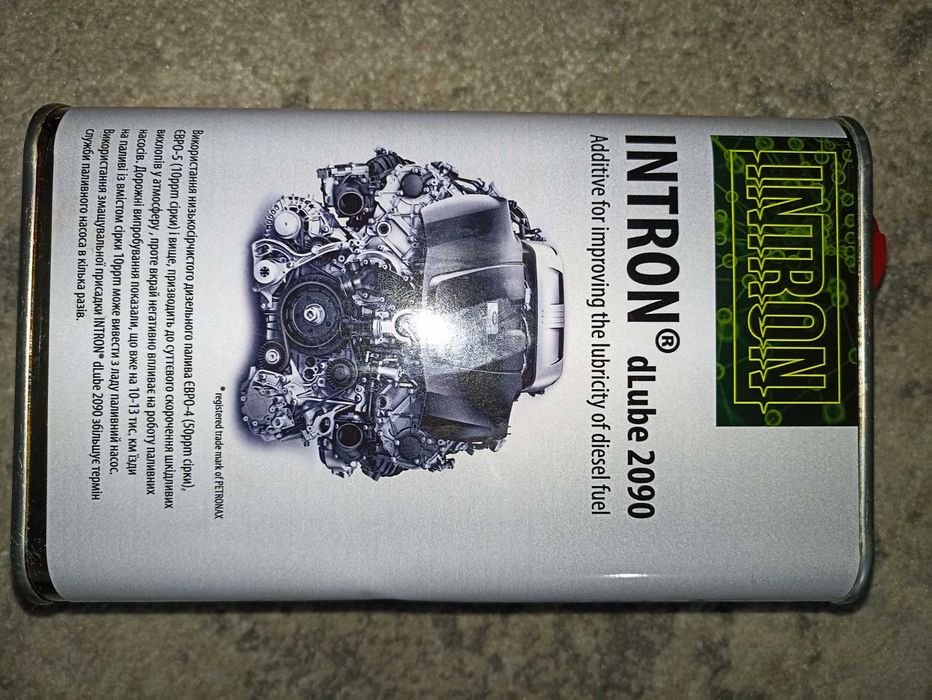 INTRON
INTRON® dLube 2090
Additive for improving the lubricity of diesel fuel
* registered trade mark of PETRONAX
Використання низькосірчистого дизельного палива ЄВРО-4 (50ppm сірки),
ЄВРО-5 (10ppm сірки) і вище, призводить до суттєвого скорочення шкідливих
вихлопів у атмосферу , проте вкрай негативно впливає на роботу паливних
насосів. Дорожні випробування показали, що вже на 10-13 тис. км їзди
на паливі із вмістом сірки 10ppm може вивести з ладу паливний насос.
Використання змащувальної присадки INTRON® dLube 2090 збільшує термін
служби паливного насоса в кілька разів.